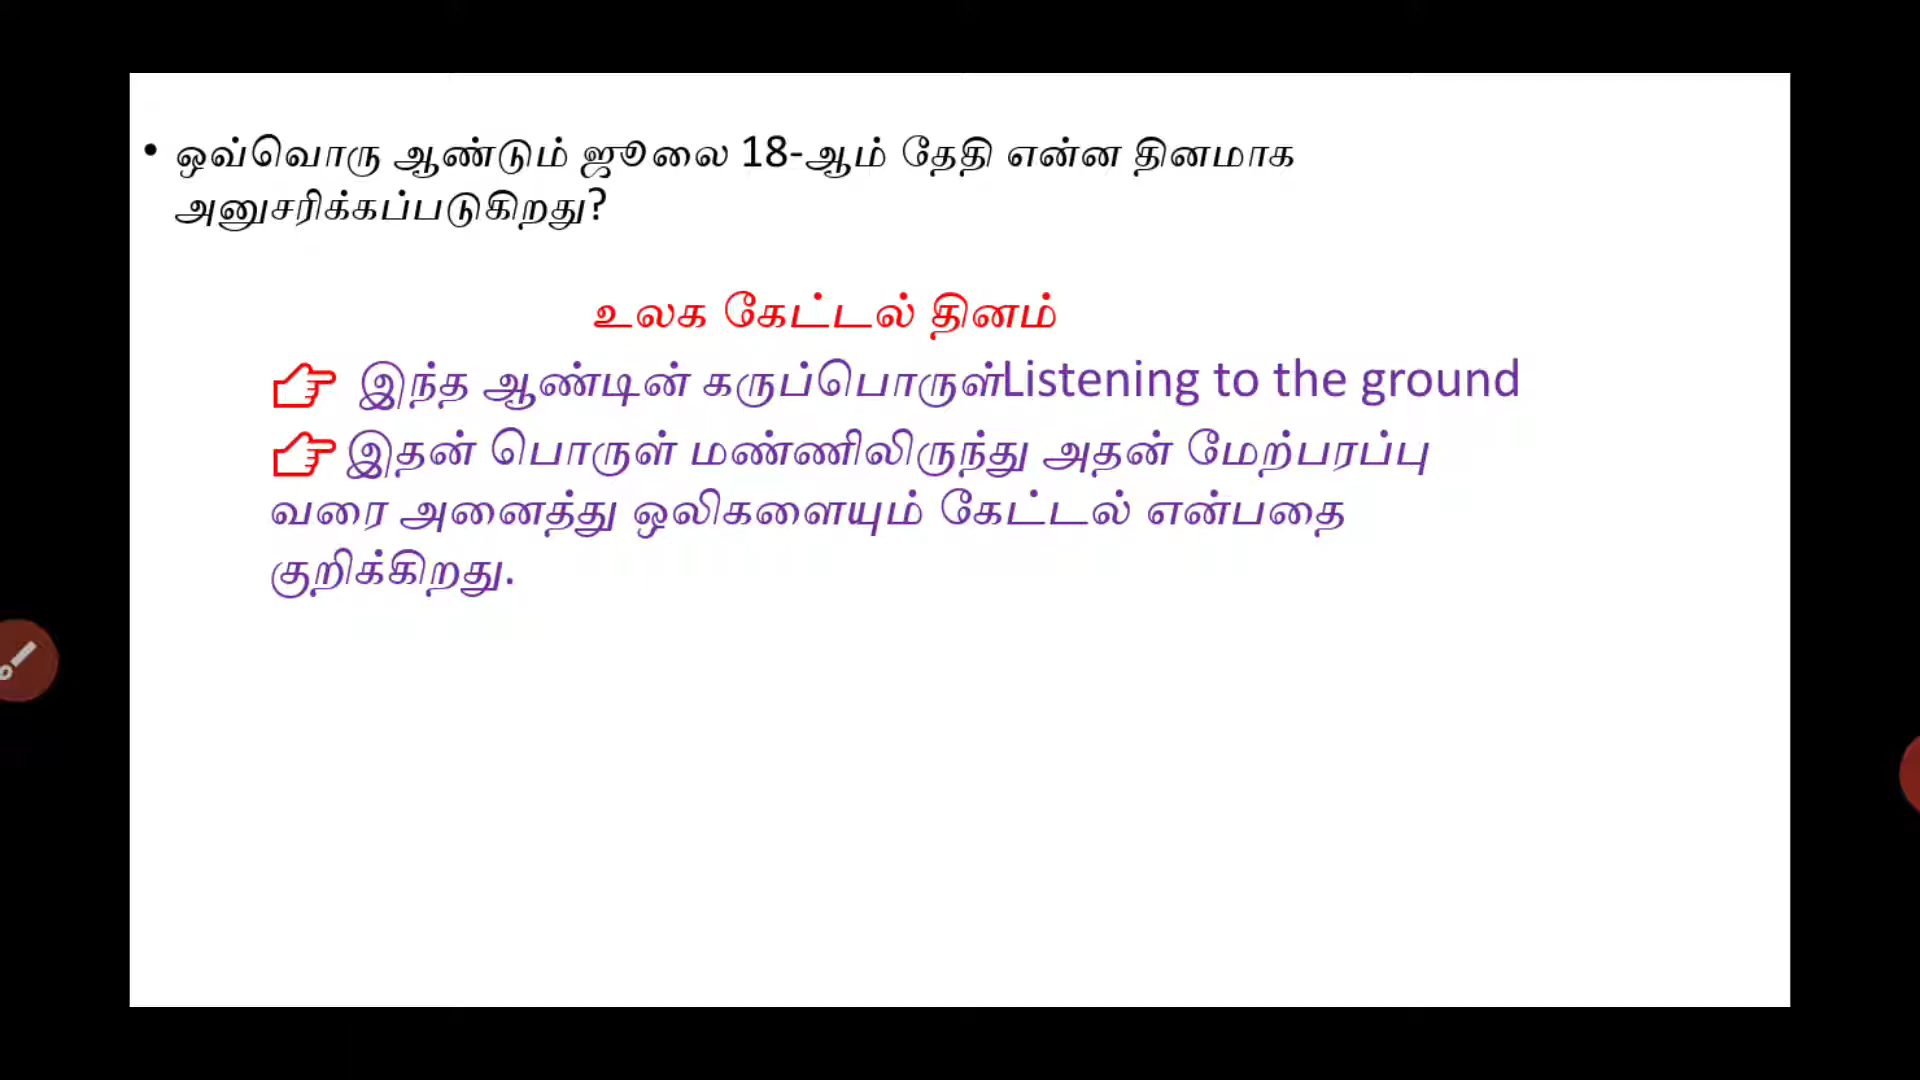 • ஒவ்வொரு ஆண்டும் ஜூலை 18-ஆம் தேதி என்ன தினமாக
அனுசரிக்கப்படுகிறது?
உலக கேட்டல் தினம்
👉 இந்த ஆண்டின் கருப்பொருள்Listening to the ground
👉இதன் பொருள் மண்ணிலிருந்து அதன் மேற்பரப்பு
வரை அனைத்து ஒலிகளையும் கேட்டல் என்பதை
குறிக்கிறது.